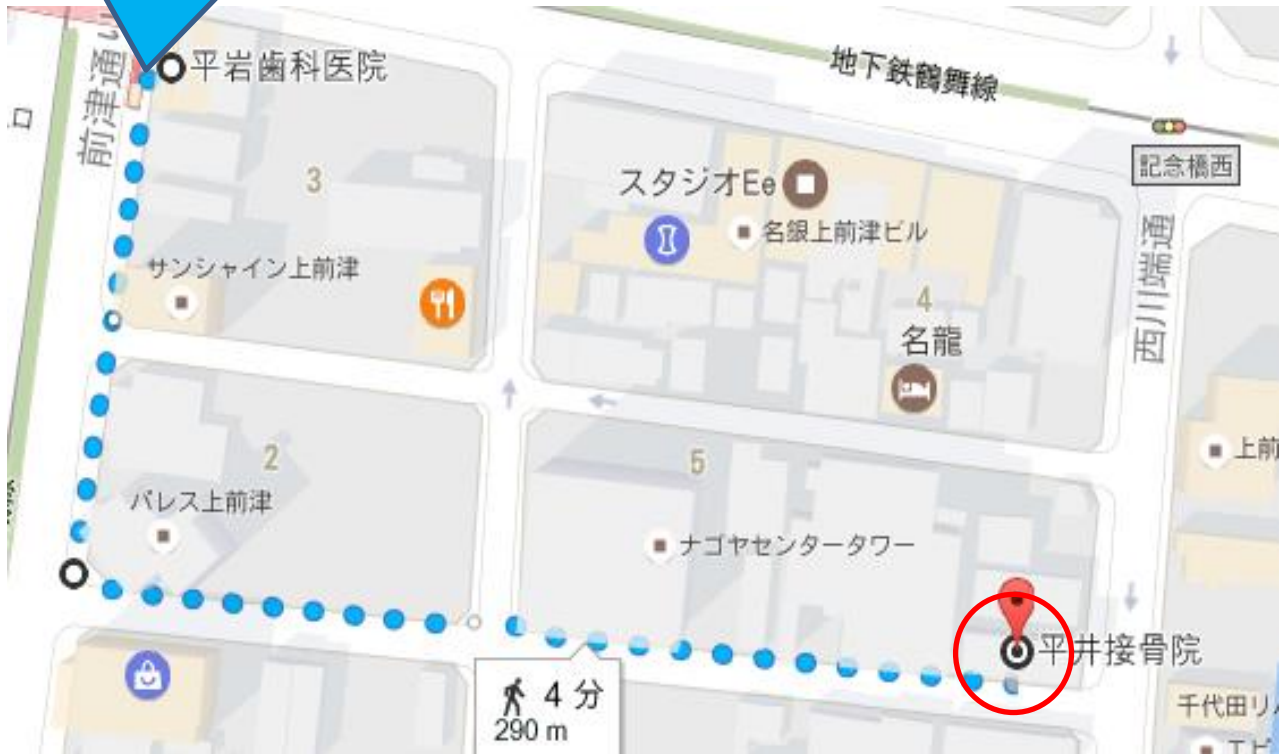 平岩歯科医院
前津通り
地下鉄鶴舞線
記念橋西
3
スタジオEe
名銀上前津ビル
西川端通
サンシャイン上前津
4
名龍
2
5
上前
パレス上前津
ナゴヤセンタータワー
平井接骨院
4 分
290 m
千代田リバ
エビ